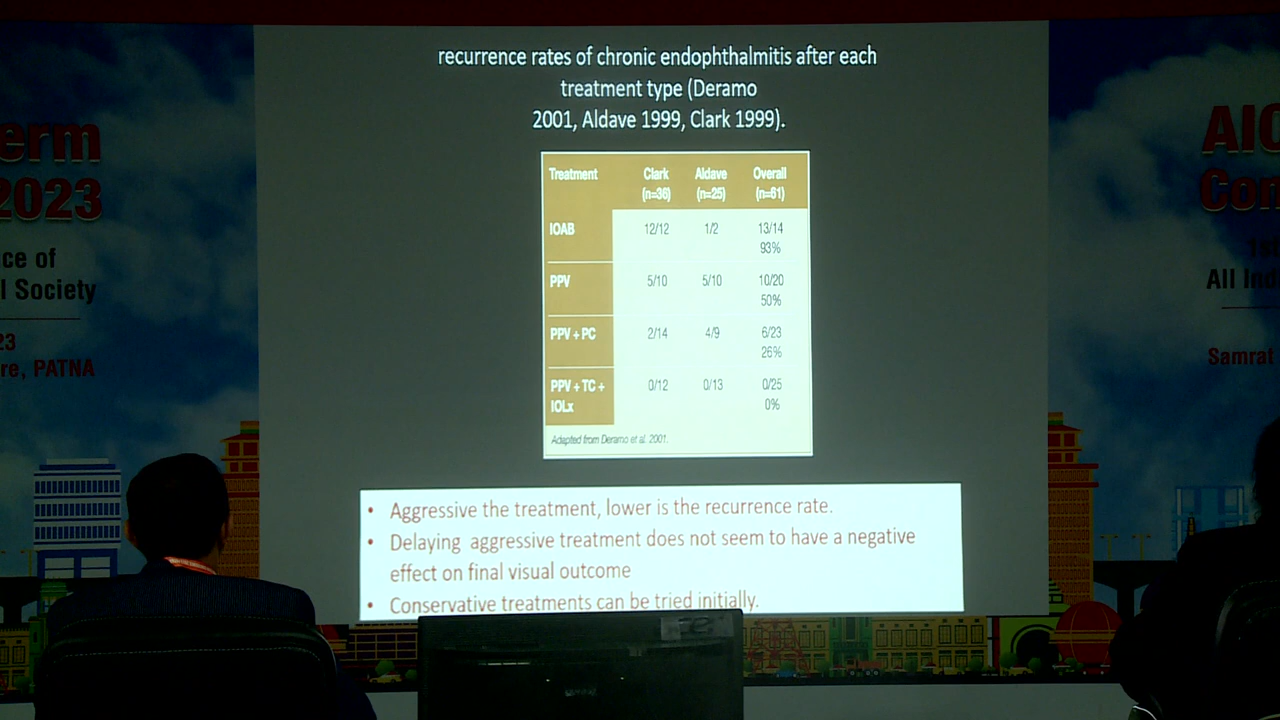 recurrence rates of chronic endophthalmitis after each
treatment type (Deramo
2001, Aldave 1999, Clark 1999).
Treatment Clark Aldave Overall
(n=36) (n=25) (n=61)
IOAB 12/12 1/2 13/14
93%
PPV 5/10 5/10 10/20
50%
PPV + PC 2/14 4/9 6/23
26%
PPV + TC + 0/12 0/13 0/25
IOLx 0%
Adapted from Deramo et al. 2001.
• Aggressive the treatment, lower is the recurrence rate.
• Delaying aggressive treatment does not seem to have a negative
effect on final visual outcome
• Conservative treatments can be tried initially.
erm
2023
ce of
l Society
23
re, PATNA
AIO
Con
All Ind
Samrat